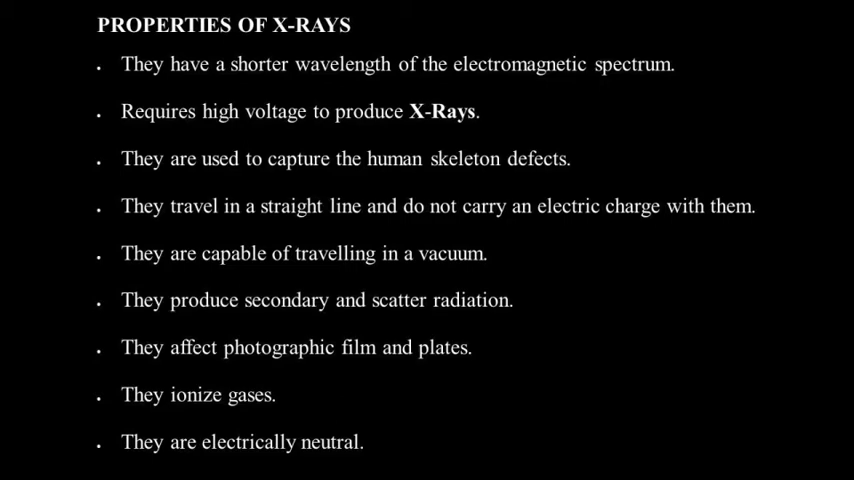 PROPERTIES OF X-RAYS
• They have a shorter wavelength of the electromagnetic spectrum.
• Requires high voltage to produce X-Rays.
• They are used to capture the human skeleton defects.
• They travel in a straight line and do not carry an electric charge with them.
• They are capable of travelling in a vacuum.
• They produce secondary and scatter radiation.
• They affect photographic film and plates.
• They ionize gases.
• They are electrically neutral.